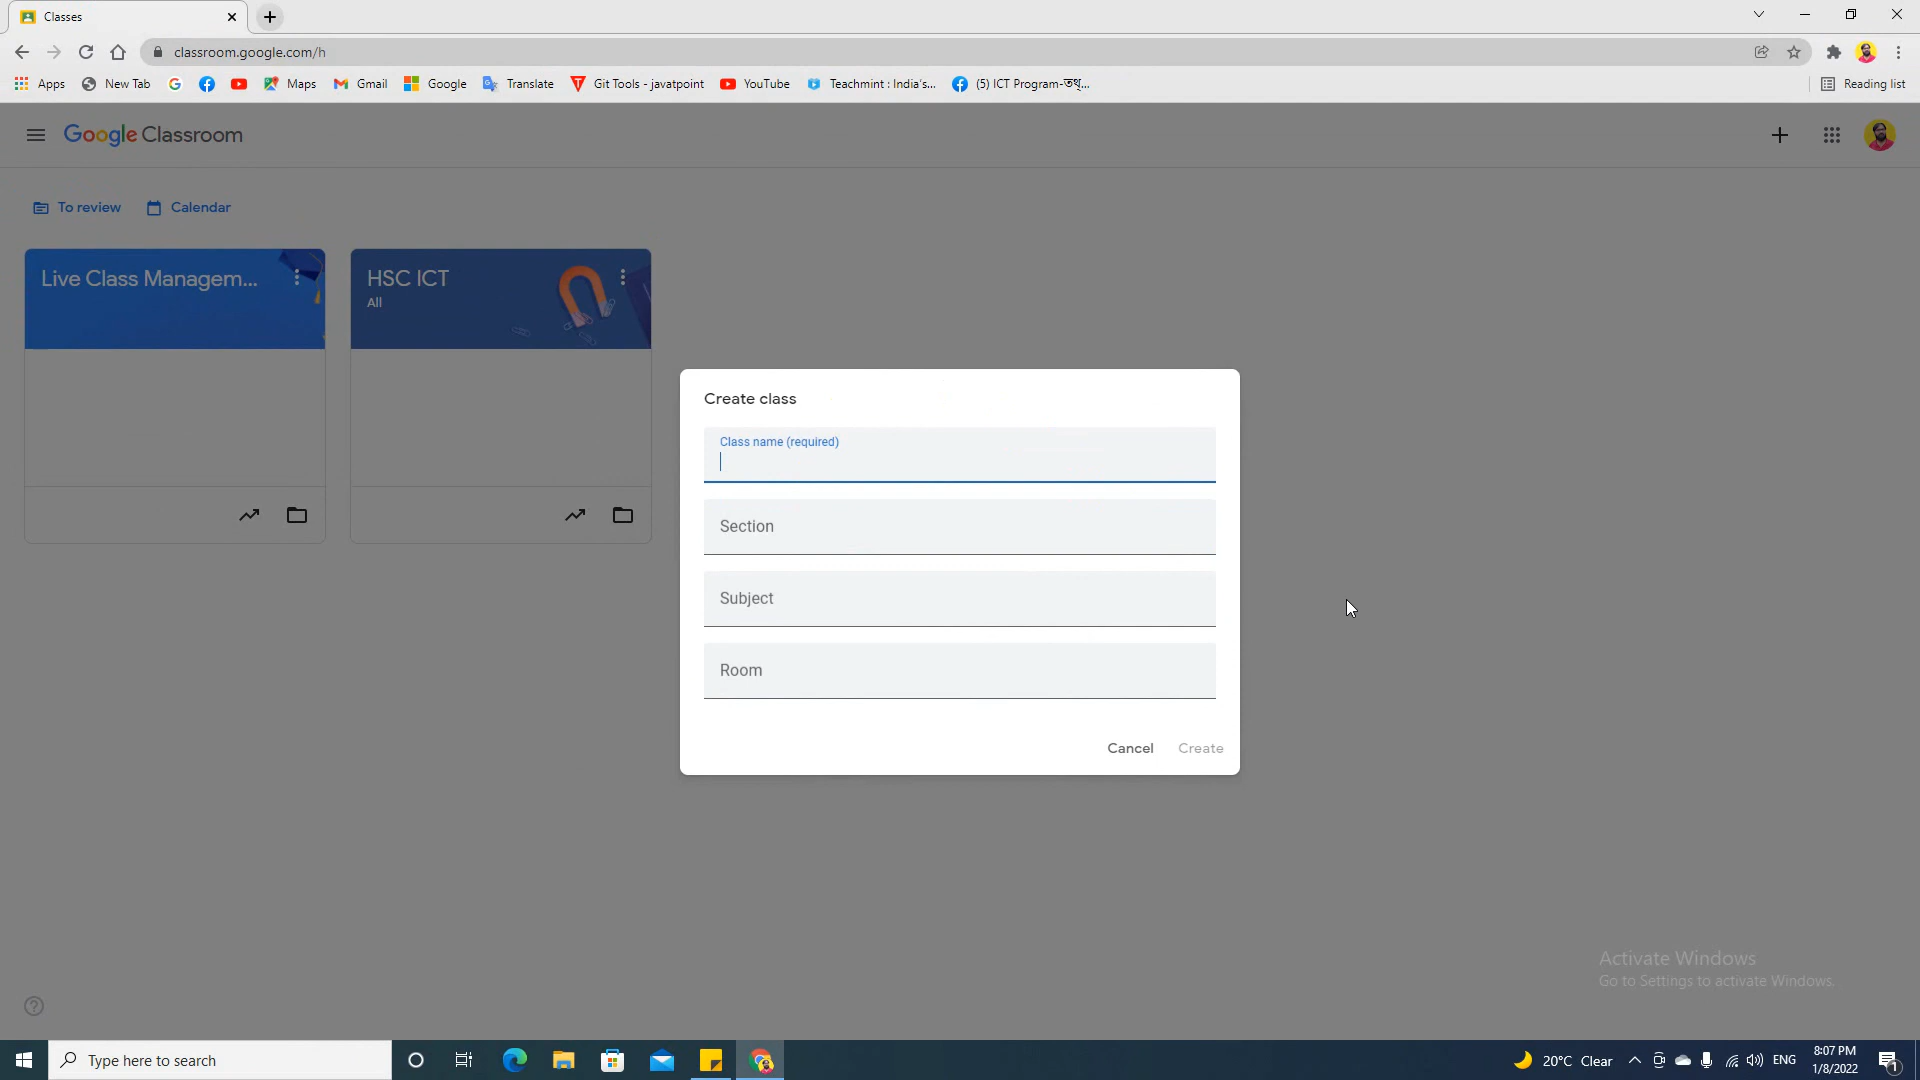 Classes
classroom.google.com/h
Apps New Tab Maps Gmail Google Translate Git Tools - javatpoint YouTube Teachmint : India's... (5) ICT Program-তথ্... Reading list
Google Classroom
To review Calendar
Live Class Managem...
HSC ICT
All
Create class
Class name (required)
Section
Subject
Room
Cancel Create
Activate Windows
Go to Settings to activate Windows.
Type here to search
20°C Clear
ENG
8:07 PM
1/8/2022
1